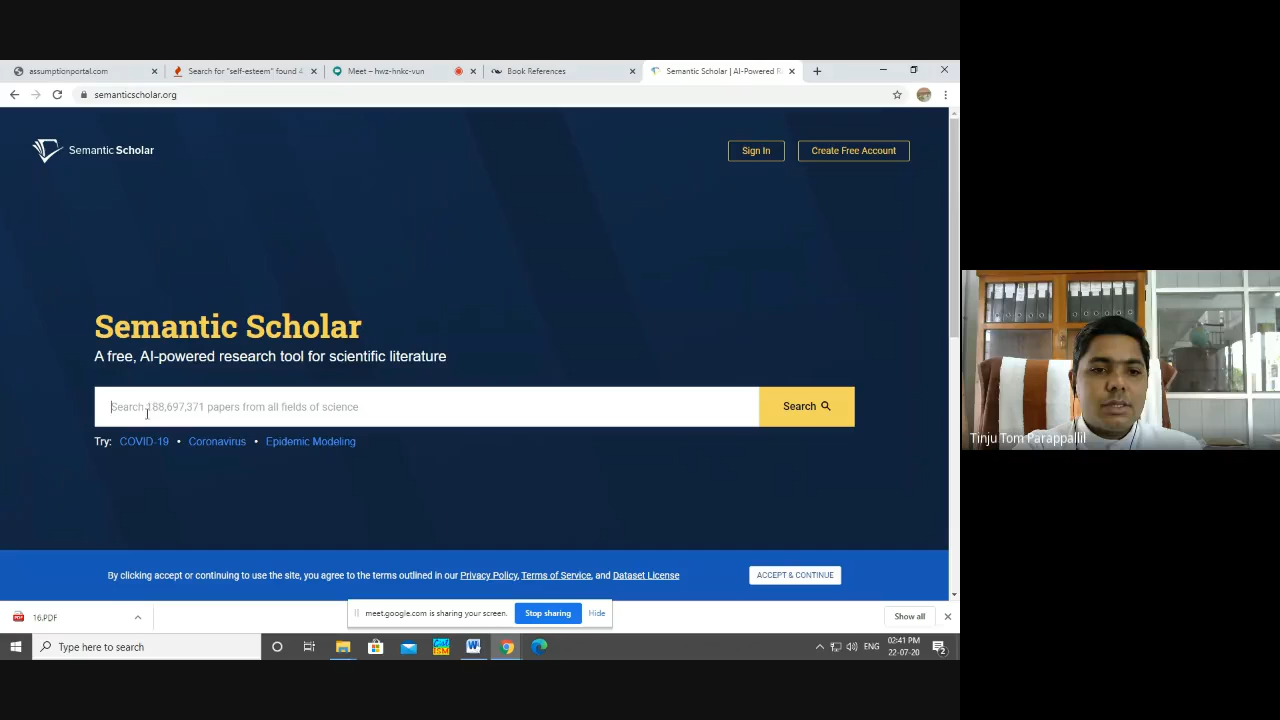 assumptionportal.com
Search for "self-esteem" found 4
Meet – hwz-hnkc-vun
Book References
Semantic Scholar | AI-Powered R
semanticscholar.org
Semantic Scholar
Sign In
Create Free Account
Semantic Scholar
A free, AI-powered research tool for scientific literature
Search 188,697,371 papers from all fields of science
Search
Try: COVID-19 • Coronavirus • Epidemic Modeling
Tinju Tom Parappallil
By clicking accept or continuing to use the site, you agree to the terms outlined in our Privacy Policy, Terms of Service, and Dataset License
ACCEPT & CONTINUE
16.PDF
meet.google.com is sharing your screen.
Stop sharing
Hide
Show all
Type here to search
ENG
02:41 PM
22-07-20
2